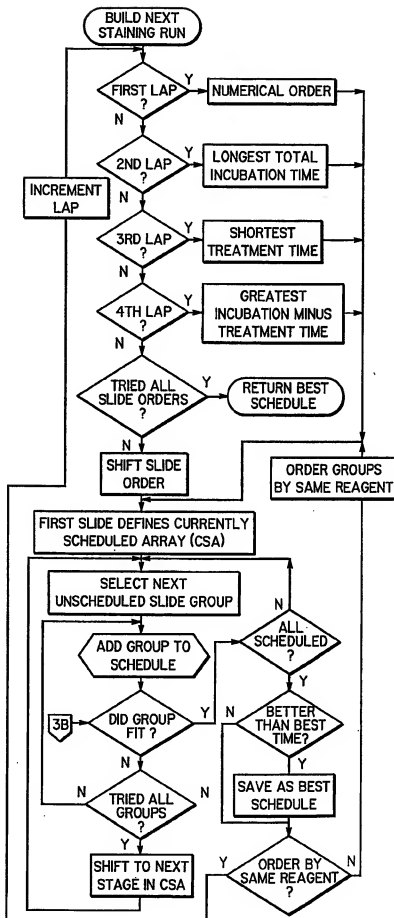 BUILD NEXT
STAINING RUN
FIRST LAP
?
Y
NUMERICAL ORDER
N
2ND LAP
?
Y
LONGEST TOTAL
INCUBATION TIME
INCREMENT
LAP
N
3RD LAP
?
Y
SHORTEST
TREATMENT TIME
N
4TH LAP
?
Y
GREATEST
INCUBATION MINUS
TREATMENT TIME
N
TRIED ALL
SLIDE ORDERS
?
Y
RETURN BEST
SCHEDULE
N
SHIFT SLIDE
ORDER
ORDER GROUPS
BY SAME REAGENT
FIRST SLIDE DEFINES CURRENTLY
SCHEDULED ARRAY (CSA)
SELECT NEXT
UNSCHEDULED SLIDE GROUP
N
ADD GROUP TO
SCHEDULE
ALL
SCHEDULED
?
Y
3B
DID GROUP
FIT ?
Y
N
BETTER
THAN BEST
TIME?
N
Y
N
TRIED ALL
GROUPS
?
N
SAVE AS BEST
SCHEDULE
Y
SHIFT TO NEXT
STAGE IN CSA
Y
ORDER BY
SAME REAGENT
?
N